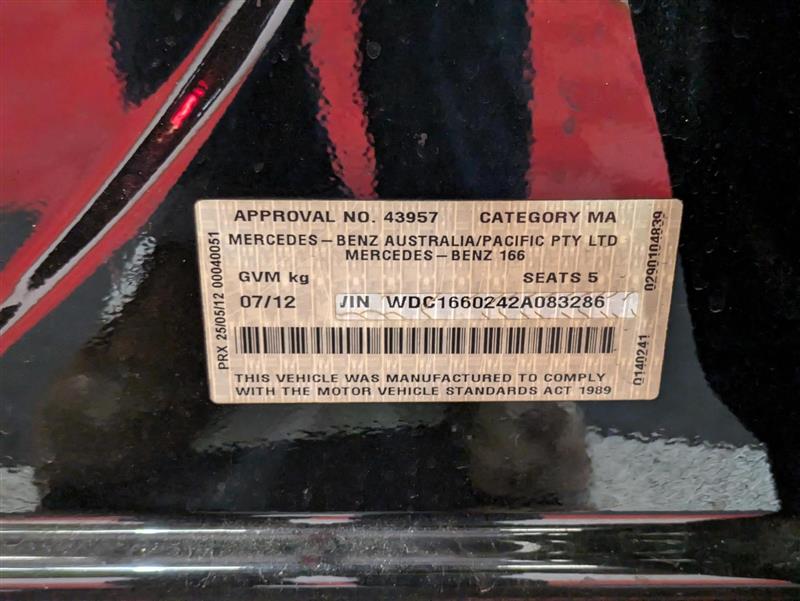 APPROVAL NO. 43957 CATEGORY MA
MERCEDES-BENZ AUSTRALIA/PACIFIC PTY LTD
MERCEDES-BENZ 166
GVM kg SEATS 5
07/12 VIN WDC1660242A083286
THIS VEHICLE WAS MANUFACTURED TO COMPLY
WITH THE MOTOR VEHICLE STANDARDS ACT 1989
PRX 25/05/12 00040051
0290104839
0140241